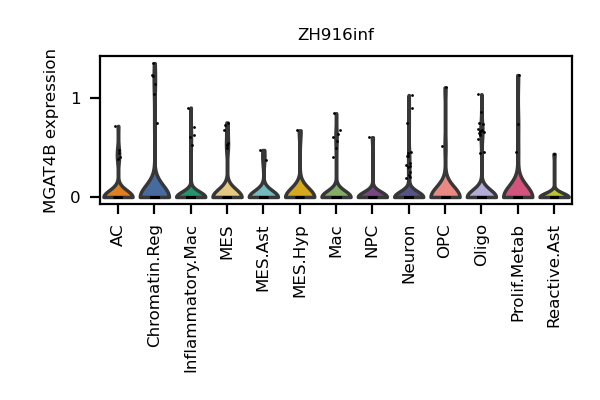 ZH916inf
MGAT4B expression
1
0
AC
Chromatin.Reg
Inflammatory.Mac
MES
MES.Ast
MES.Hyp
Mac
NPC
Neuron
OPC
Oligo
Prolif.Metab
Reactive.Ast